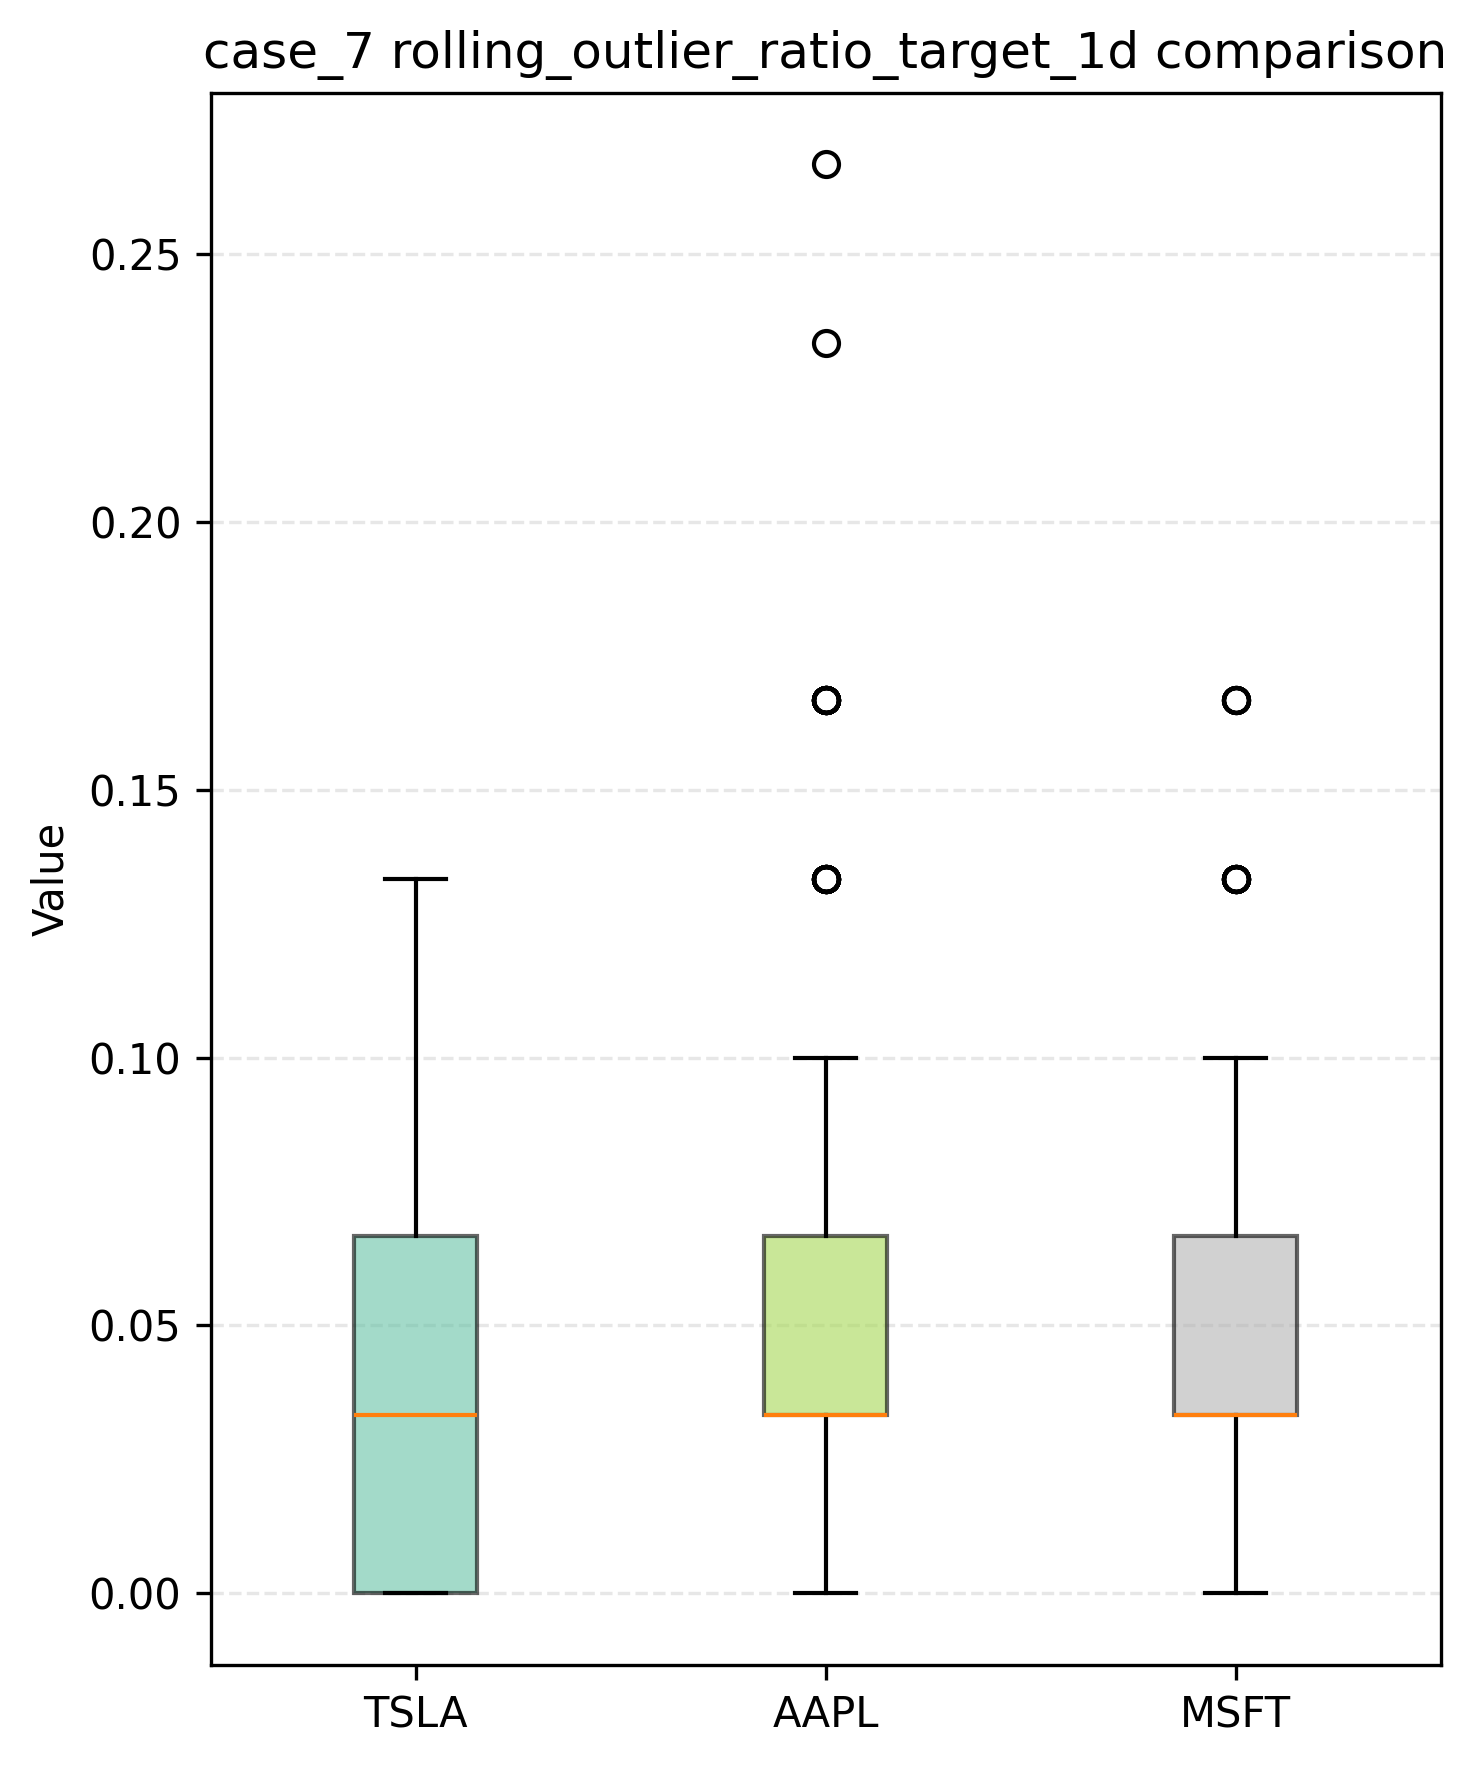 case_7 rolling_outlier_ratio_target_1d comparison
0.25
0.20
0.15
0.10
0.05
0.00
Value
TSLA
AAPL
MSFT